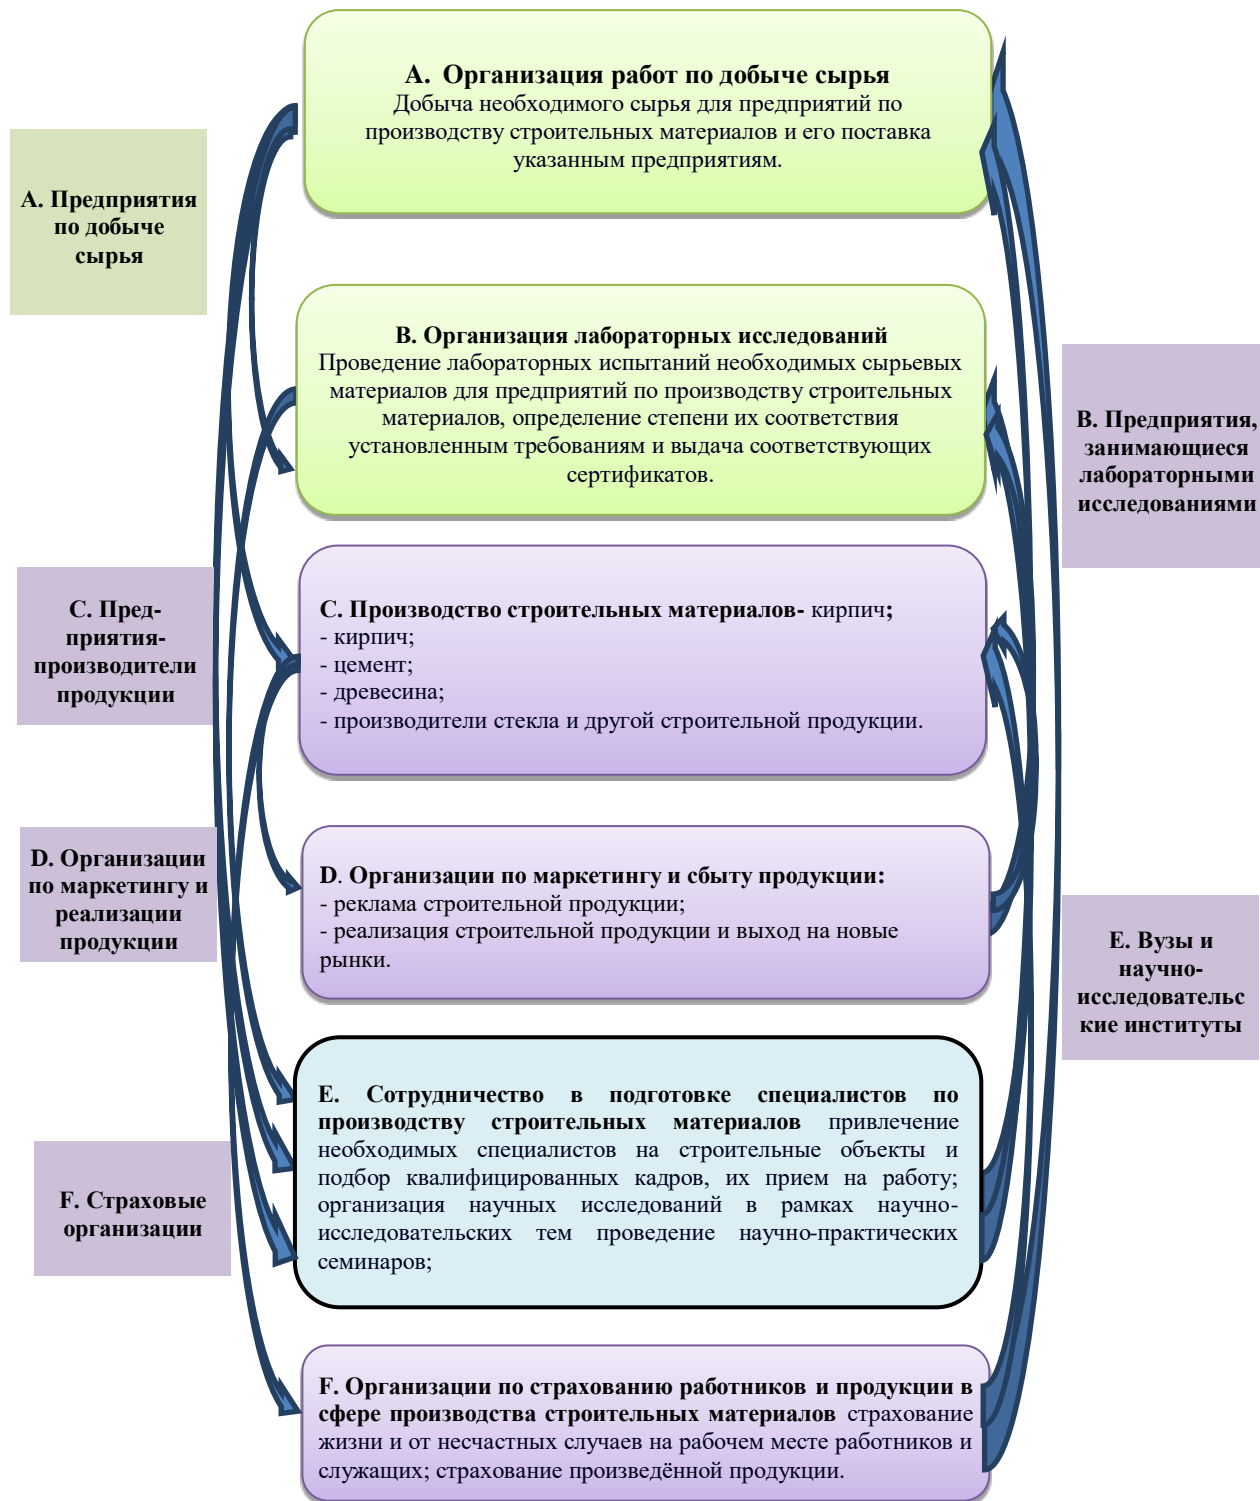 A. Организация работ по добыче сырья
Добыча необходимого сырья для предприятий по
производству строительных материалов и его поставка
указанным предприятиям.
A. Предприятия
по добыче
сырья
B. Организация лабораторных исследований
Проведение лабораторных испытаний необходимых сырьевых
материалов для предприятий по производству строительных
материалов, определение степени их соответствия
установленным требованиям и выдача соответствующих
сертификатов.
B. Предприятия,
занимающиеся
лабораторными
исследованиями
C. Пред-
приятия-
производители
продукции
C. Производство строительных материалов- кирпич;
- кирпич;
- цемент;
- древесина;
- производители стекла и другой строительной продукции.
D. Организации
по маркетингу и
реализации
продукции
D. Организации по маркетингу и сбыту продукции:
- реклама строительной продукции;
- реализация строительной продукции и выход на новые
рынки.
E. Вузы и
научно-
исследовательс
кие институты
E. Сотрудничество в подготовке специалистов по
производству строительных материалов привлечение
необходимых специалистов на строительные объекты и
подбор квалифицированных кадров, их прием на работу;
организация научных исследований в рамках научно-
исследовательских тем проведение научно-практических
семинаров;
F. Страховые
организации
F. Организации по страхованию работников и продукции в
сфере производства строительных материалов страхование
жизни и от несчастных случаев на рабочем месте работников и
служащих; страхование произведённой продукции.